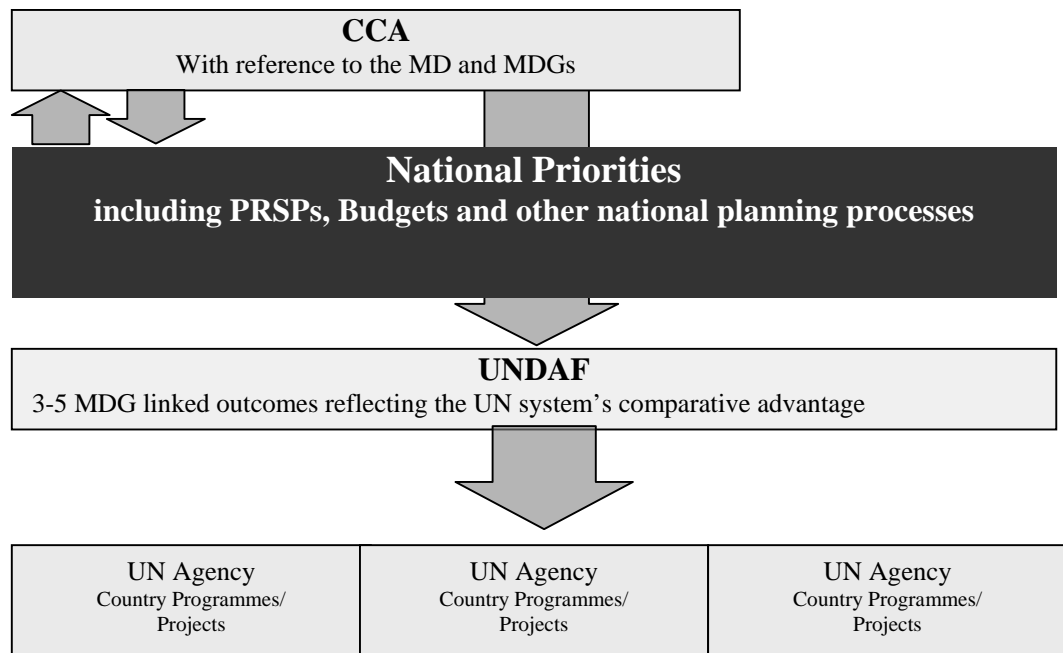 CCA
With reference to the MD and MDGs
National Priorities
including PRSPs, Budgets and other national planning processes
UNDAF
3-5 MDG linked outcomes reflecting the UN system’s comparative advantage
UN Agency
Country Programmes/
Projects
UN Agency
Country Programmes/
Projects
UN Agency
Country Programmes/
Projects